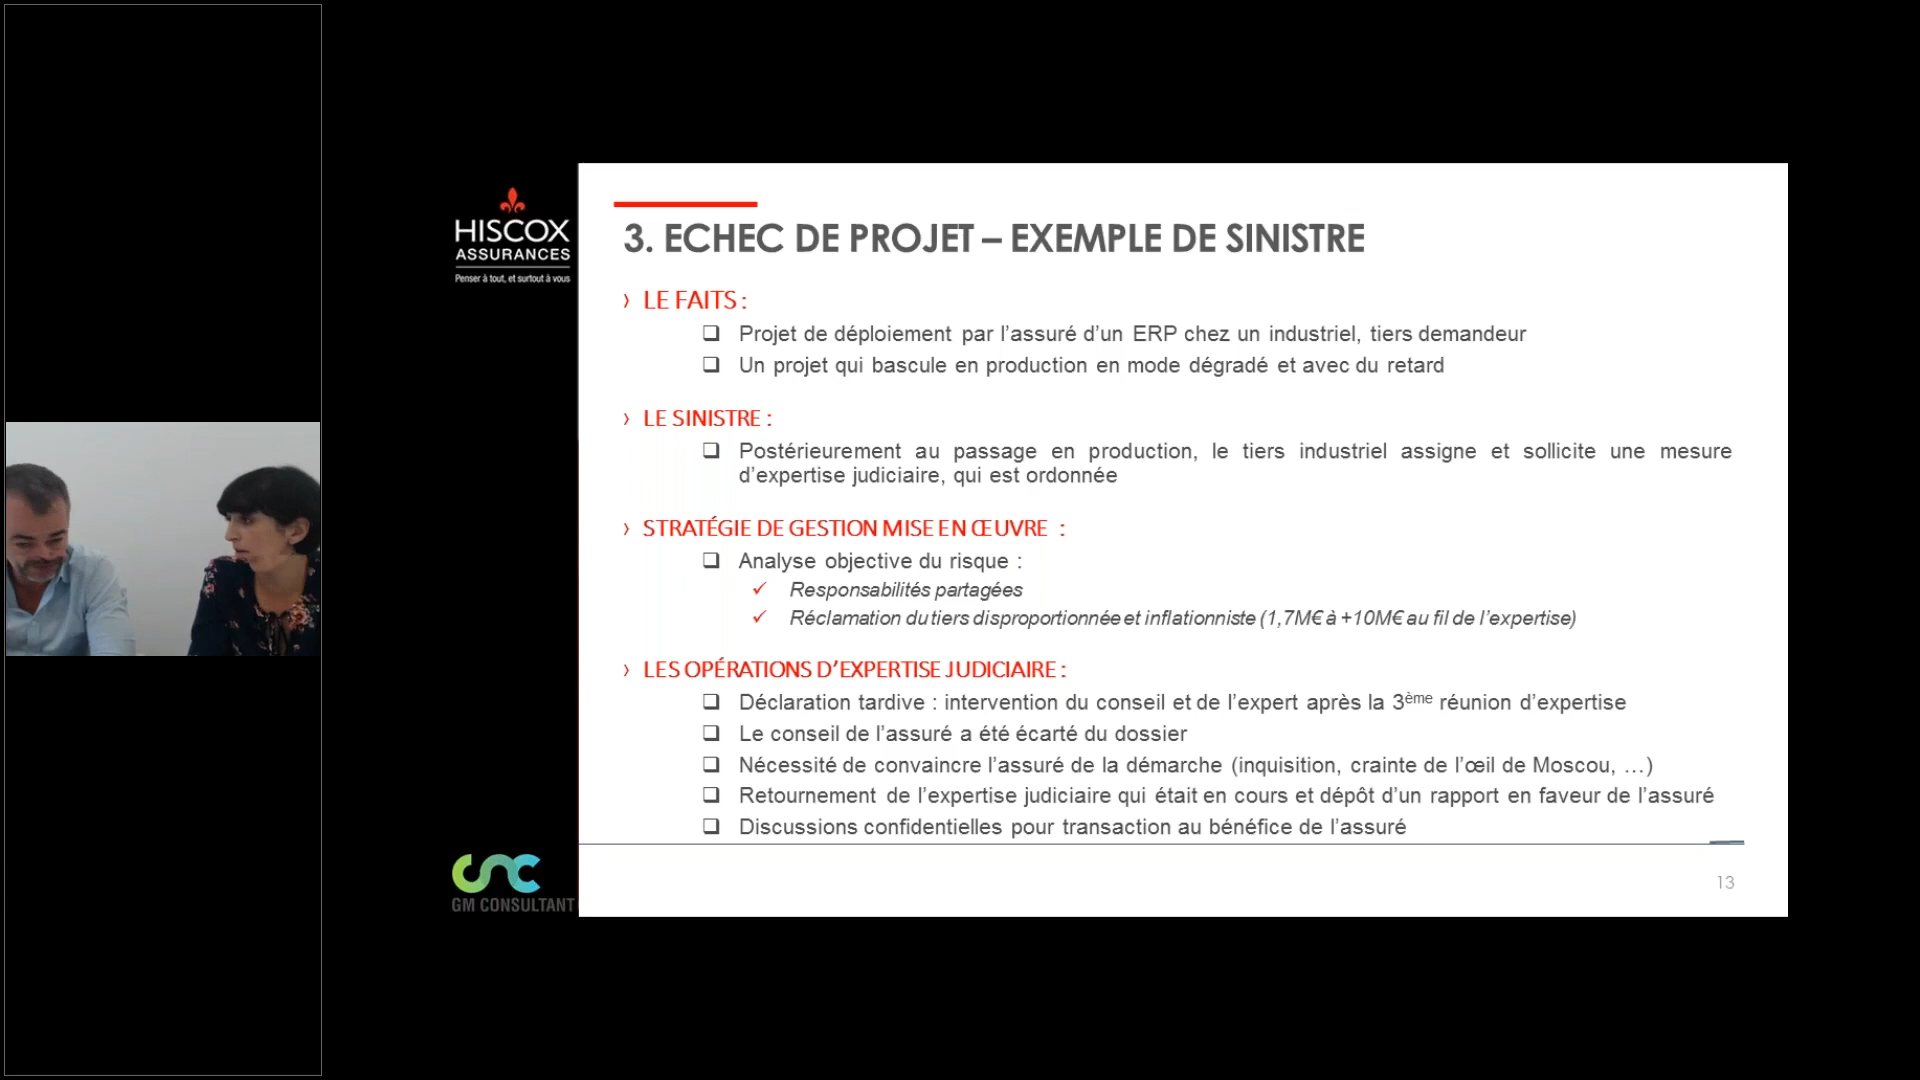 HISCOX
ASSURANCES
Penser à tout, et surtout à vous
3. ECHEC DE PROJET – EXEMPLE DE SINISTRE
› LE FAITS :
❑ Projet de déploiement par l’assuré d’un ERP chez un industriel, tiers demandeur
❑ Un projet qui bascule en production en mode dégradé et avec du retard
› LE SINISTRE :
❑ Postérieurement au passage en production, le tiers industriel assigne et sollicite une mesure
d’expertise judiciaire, qui est ordonnée
› STRATÉGIE DE GESTION MISE EN ŒUVRE :
❑ Analyse objective du risque :
✓ Responsabilités partagées
✓ Réclamation du tiers disproportionnée et inflationniste (1,7M€ à +10M€ au fil de l’expertise)
› LES OPÉRATIONS D’EXPERTISE JUDICIAIRE :
❑ Déclaration tardive : intervention du conseil et de l’expert après la 3ème réunion d’expertise
❑ Le conseil de l’assuré a été écarté du dossier
❑ Nécessité de convaincre l’assuré de la démarche (inquisition, crainte de l’œil de Moscou, …)
❑ Retournement de l’expertise judiciaire qui était en cours et dépôt d’un rapport en faveur de l’assuré
❑ Discussions confidentielles pour transaction au bénéfice de l’assuré
GM CONSULTANT
13